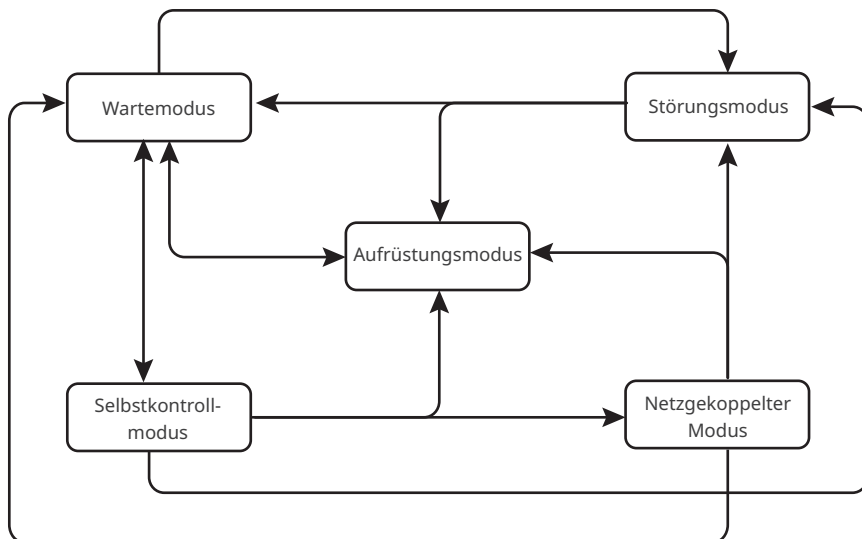 Wartemodus
Störungsmodus
Aufrüstungsmodus
Selbstkontroll-
modus
Netzgekoppelter
Modus